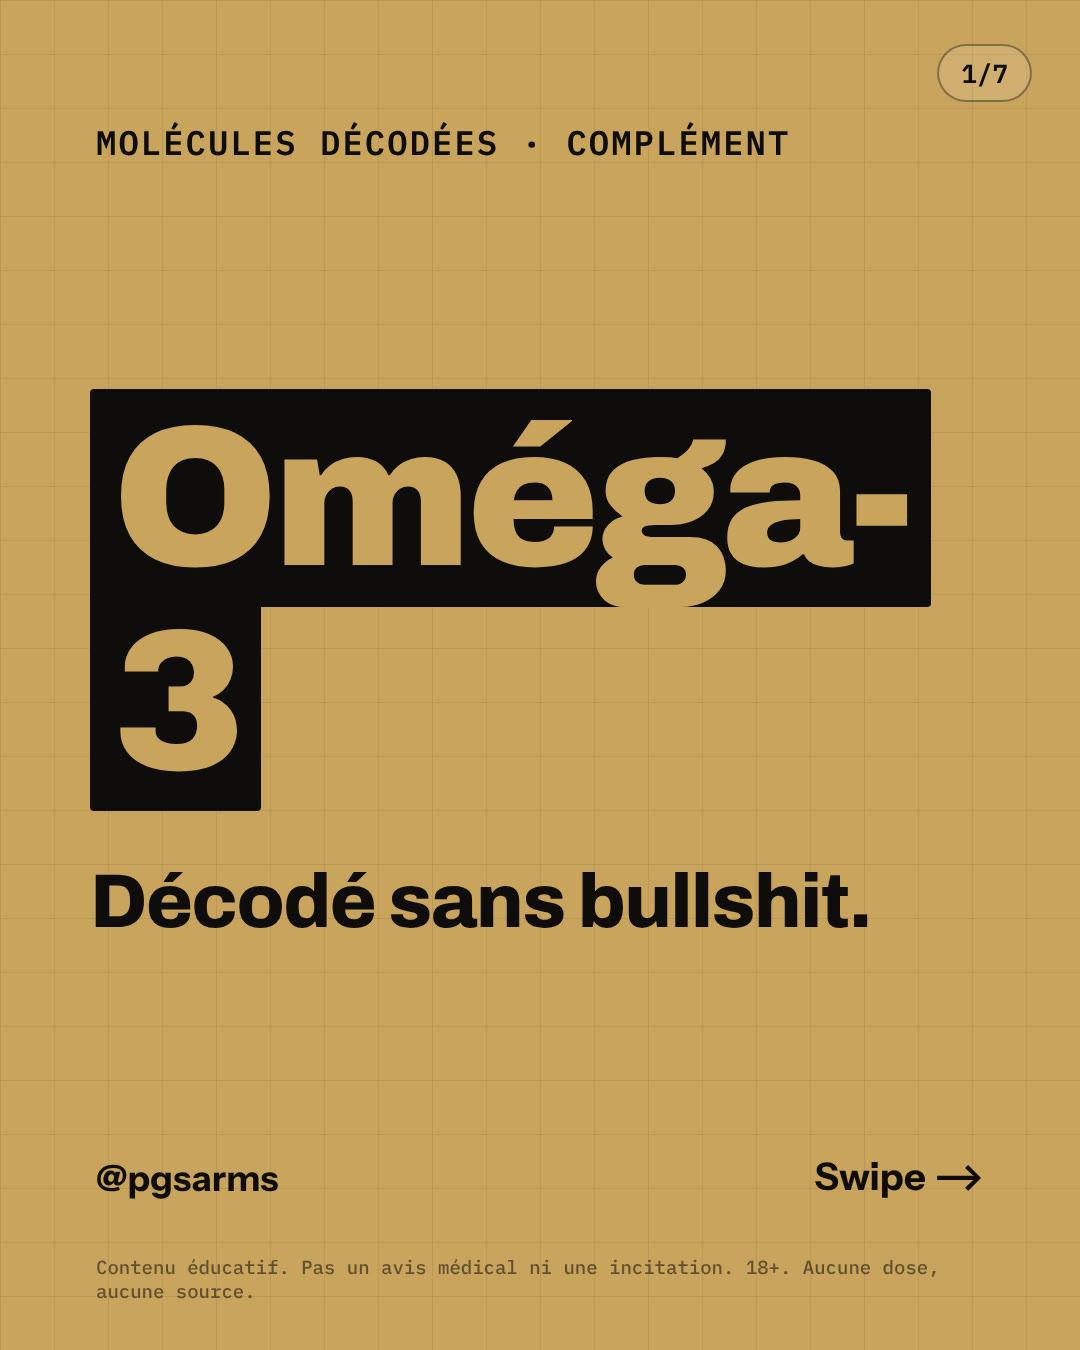 1/7
MOLÉCULES DÉCODÉES · COMPLÉMENT
Oméga-
3
Décodé sans bullshit.
@pgsarms
Swipe →
Contenu éducatif. Pas un avis médical ni une incitation. 18+. Aucune dose,
aucune source.